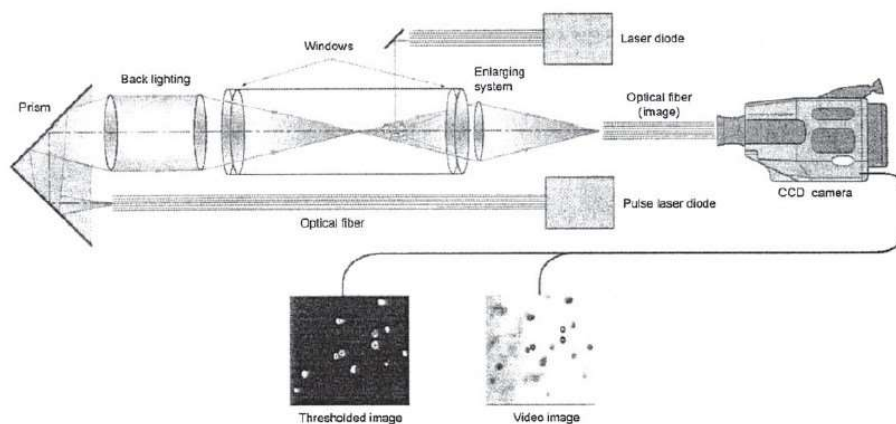 Laser diode
Windows
Back lighting
Enlarging
system
Prism
Optical fiber
(image)
CCD camera
Optical fiber
Pulse laser diode
Thresholded image
Video image